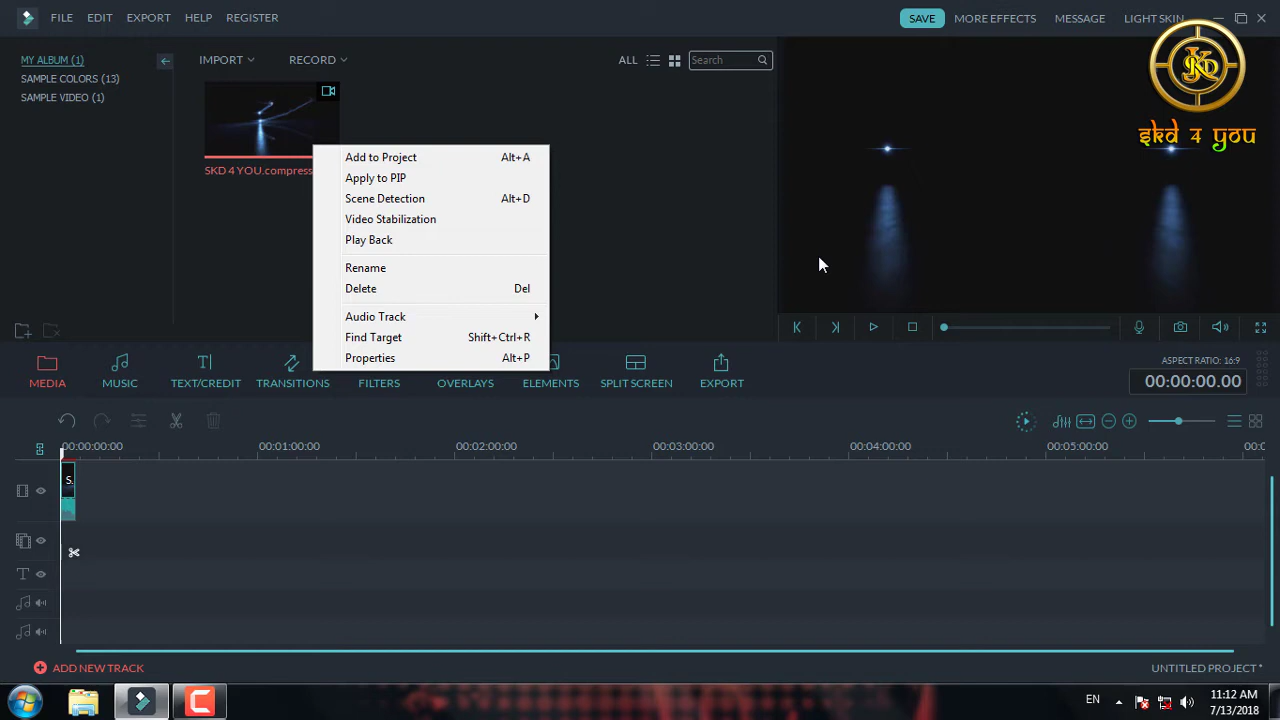 FILE EDIT EXPORT HELP REGISTER SAVE MORE EFFECTS MESSAGE LIGHT SKIN
MY ALBUM (1)
SAMPLE COLORS (13)
SAMPLE VIDEO (1)
IMPORT RECORD ALL Search
SKD 4 YOU.compress
Add to Project Alt+A
Apply to PIP
Scene Detection Alt+D
Video Stabilization
Play Back
Rename
Delete Del
Audio Track
Find Target Shift+Ctrl+R
Properties Alt+P
SKD
SKD 4 YOU
MEDIA MUSIC TEXT/CREDIT TRANSITIONS FILTERS OVERLAYS ELEMENTS SPLIT SCREEN EXPORT
ASPECT RATIO: 16:9
00:00:00.00
00:00:00:00 00:01:00:00 00:02:00:00 00:03:00:00 00:04:00:00 00:05:00:00 00:0
S.
ADD NEW TRACK
UNTITLED PROJECT *
EN
11:12 AM
7/13/2018